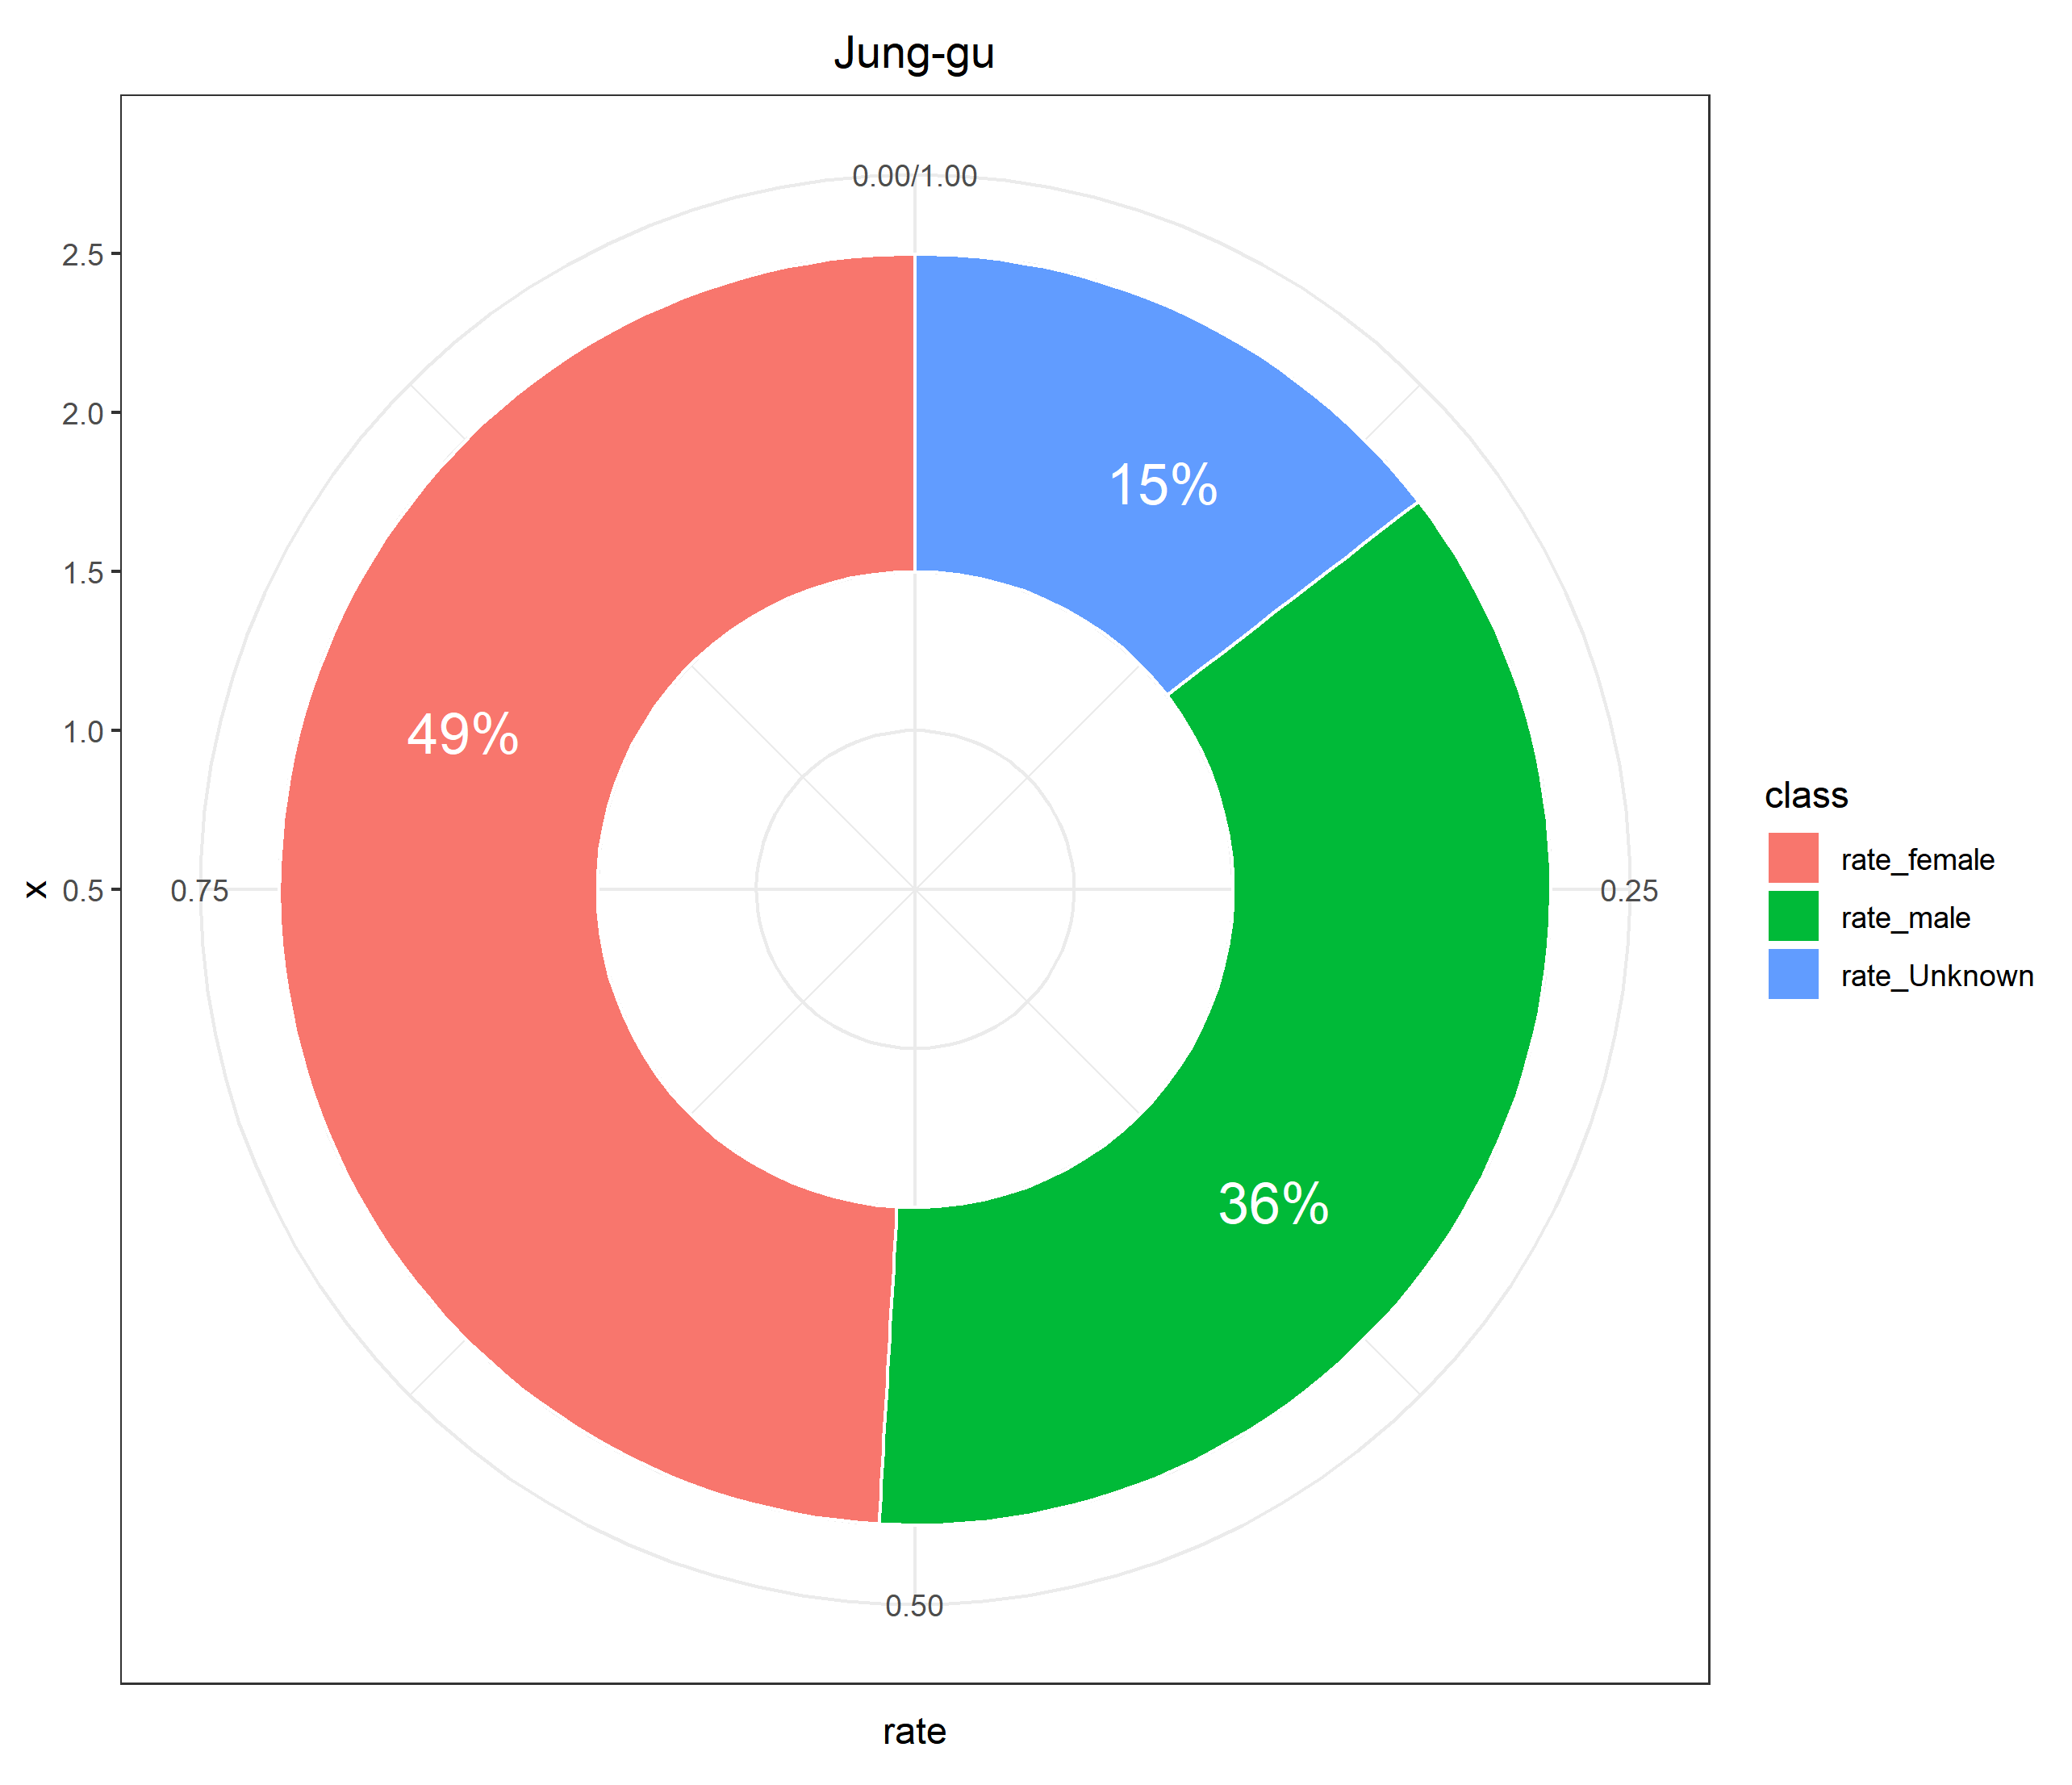 Jung-gu
0.00/1.00
2.5
2.0
1.5
1.0
0.5
x
0.75
0.25
0.50
15%
49%
36%
rate
class
rate_female
rate_male
rate_Unknown